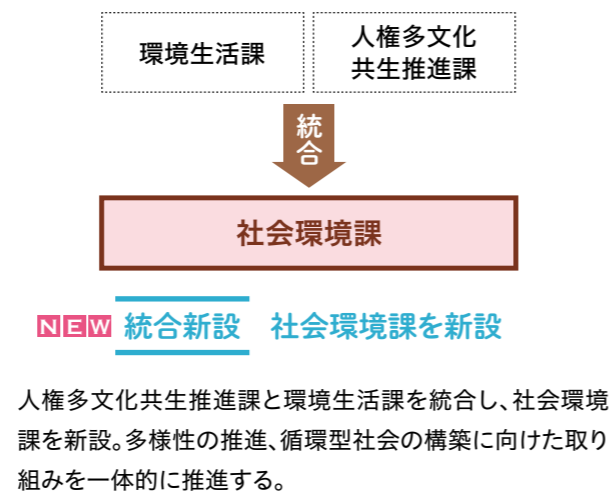 環境生活課
人権多文化
共生推進課
統合
社会環境課
NEW 統合新設 社会環境課を新設
人権多文化共生推進課と環境生活課を統合し、社会環境
課を新設。多様性の推進、循環型社会の構築に向けた取り
組みを一体的に推進する。